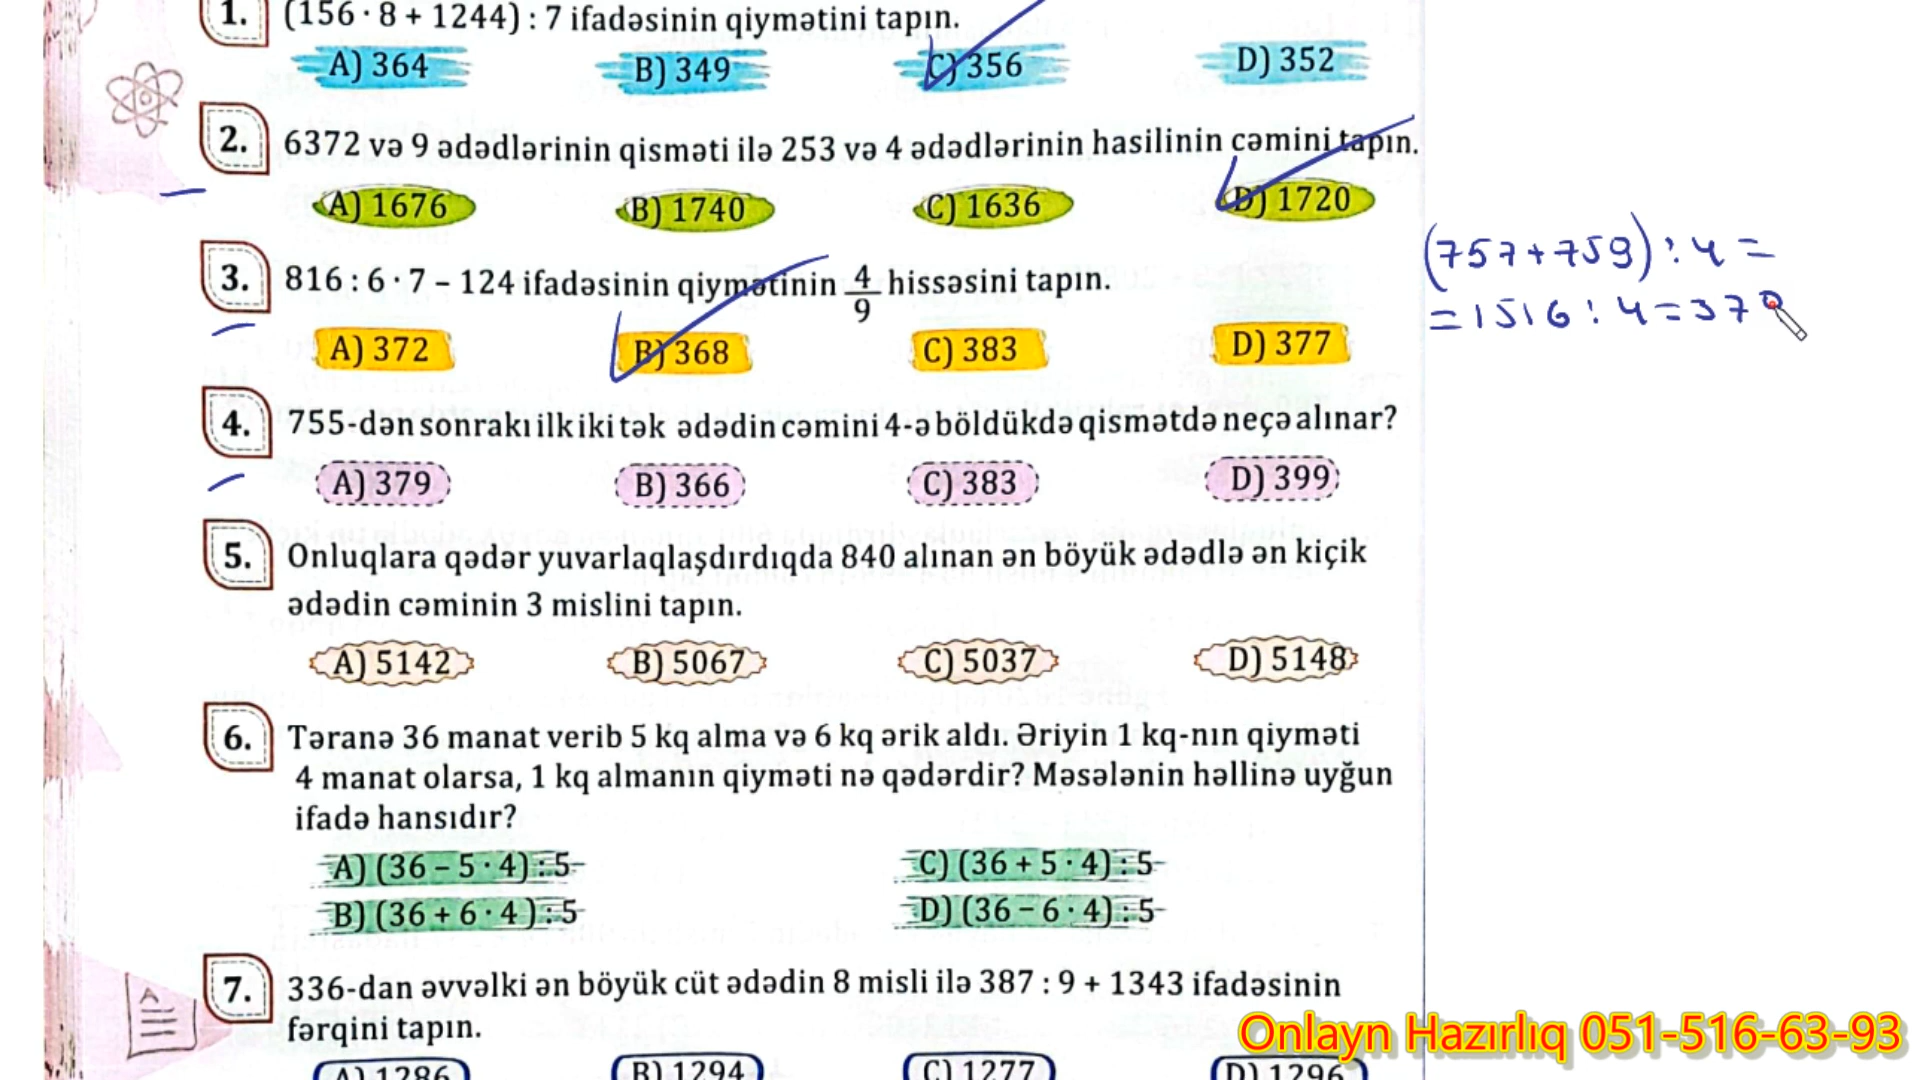 1. (156 · 8 + 1244) : 7 ifadəsinin qiymətini tapın.
A) 364 B) 349 C) 356 D) 352
2. 6372 və 9 ədədlərinin qisməti ilə 253 və 4 ədədlərinin hasilinin cəmini tapın.
A) 1676 B) 1740 C) 1636 D) 1720
3. 816 : 6 · 7 – 124 ifadəsinin qiymətinin 4/9 hissəsini tapın.
A) 372 B) 368 C) 383 D) 377
4. 755-dən sonrakı ilk iki tək ədədin cəmini 4-ə böldükdə qismətdə neçə alınar?
A) 379 B) 366 C) 383 D) 399
5. Onluqlara qədər yuvarlaqlaşdırdıqda 840 alınan ən böyük ədədlə ən kiçik
ədədin cəminin 3 mislini tapın.
A) 5142 B) 5067 C) 5037 D) 5148
6. Təranə 36 manat verib 5 kq alma və 6 kq ərik aldı. Əriyin 1 kq-nın qiyməti
4 manat olarsa, 1 kq almanın qiyməti nə qədərdir? Məsələnin həllinə uyğun
ifadə hansıdır?
A) (36 – 5 · 4) : 5 C) (36 + 5 · 4) : 5
B) (36 + 6 · 4) : 5 D) (36 – 6 · 4) : 5
7. 336-dan əvvəlki ən böyük cüt ədədin 8 misli ilə 387 : 9 + 1343 ifadəsinin
fərqini tapın.
A) 1286 B) 1294 C) 1277 D) 1296
(757+759) : 4 =
= 1516 : 4 = 379
Onlayn Hazırlıq 051-516-63-93